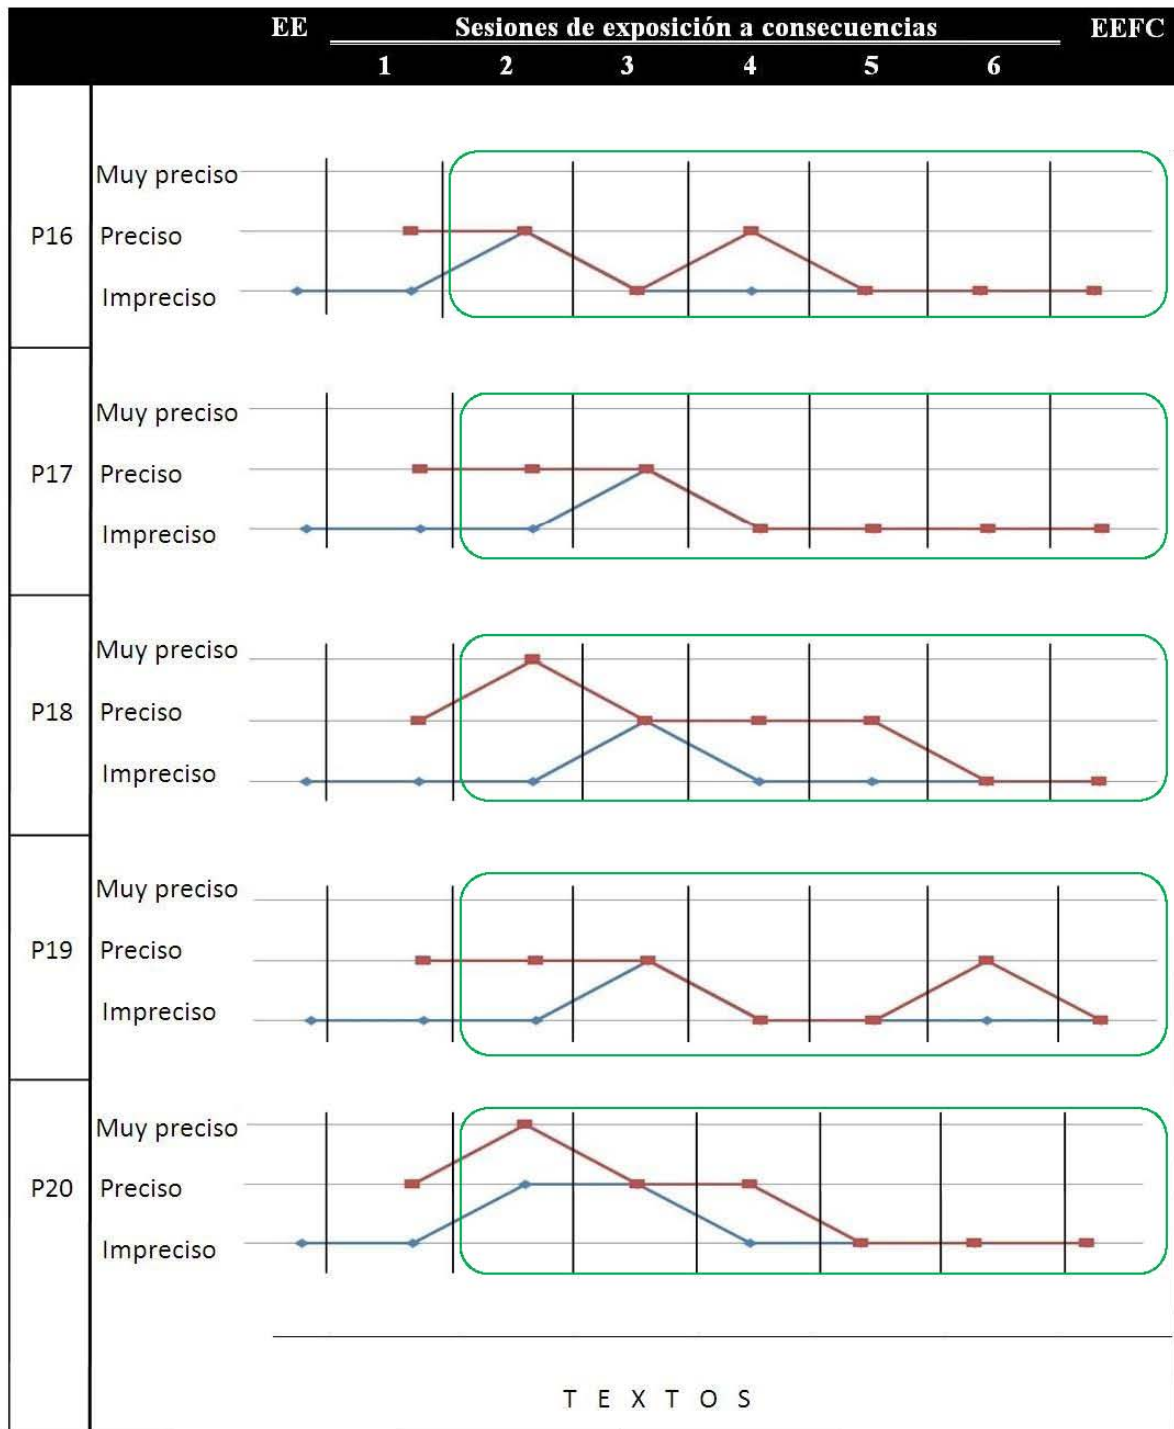 EE Sesiones de exposición a consecuencias EEFC
1 2 3 4 5 6
Muy preciso
P16 Preciso
Impreciso
Muy preciso
P17 Preciso
Impreciso
Muy preciso
P18 Preciso
Impreciso
Muy preciso
P19 Preciso
Impreciso
Muy preciso
P20 Preciso
Impreciso
T E X T O S